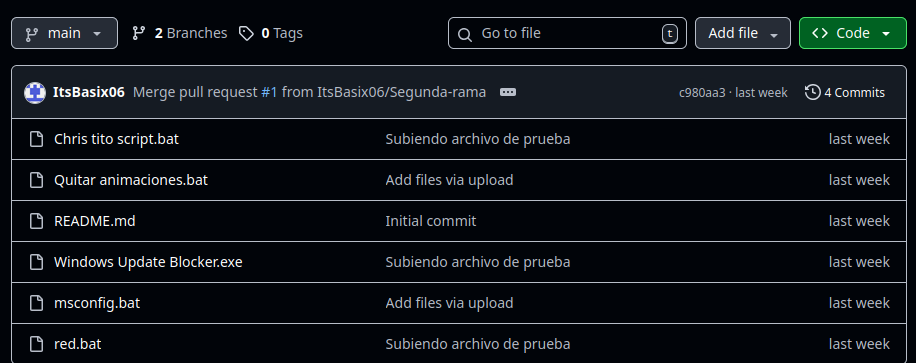 main 2 Branches 0 Tags Go to file t Add file Code
ItsBasix06 Merge pull request #1 from ItsBasix06/Segunda-rama c980aa3 · last week 4 Commits
Chris tito script.bat Subiendo archivo de prueba last week
Quitar animaciones.bat Add files via upload last week
README.md Initial commit last week
Windows Update Blocker.exe Subiendo archivo de prueba last week
msconfig.bat Add files via upload last week
red.bat Subiendo archivo de prueba last week